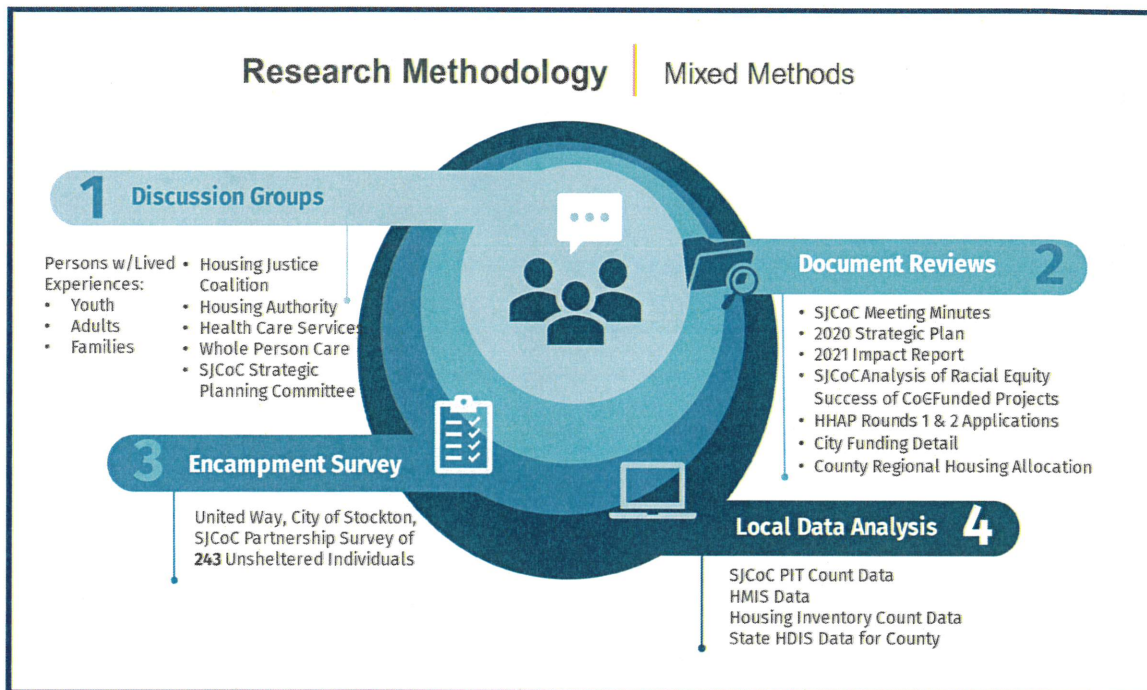 Research Methodology
Mixed Methods
1 Discussion Groups
Persons w/Lived
Experiences:
• Youth
• Adults
• Families
• Housing Justice
Coalition
• Housing Authority
• Health Care Services
• Whole Person Care
• SJCoC Strategic
Planning Committee
Document Reviews 2
• SJCoC Meeting Minutes
• 2020 Strategic Plan
• 2021 Impact Report
• SJCoC Analysis of Racial Equity
Success of CoC-Funded Projects
• HHAP Rounds 1 & 2 Applications
• City Funding Detail
• County Regional Housing Allocation
3 Encampment Survey
United Way, City of Stockton,
SJCoC Partnership Survey of
243 Unsheltered Individuals
Local Data Analysis 4
SJCoC PIT Count Data
HMIS Data
Housing Inventory Count Data
State HDIS Data for County